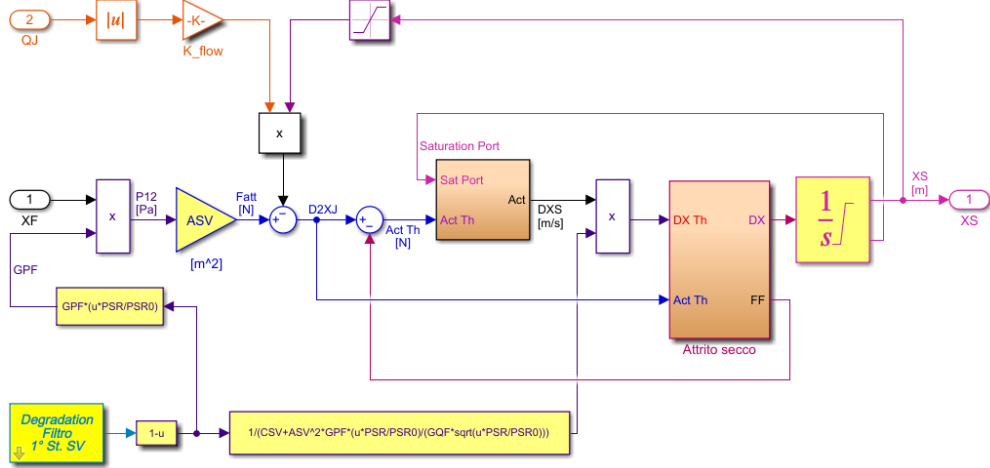 2
QJ
|u|
-K-
K_flow
x
1
XF
x
P12
[Pa]
ASV
[m^2]
Fatt
[N]
+
−
D2XJ
+
−
Act Th
[N]
Saturation Port
Sat Port
Act Th
Act
DXS
[m/s]
x
DX Th
Act Th
DX
FF
Attrito secco
1
s
XS
[m]
1
XS
GPF
GPF*(u*PSR/PSR0)
Degradation
Filtro
1° St. SV
1-u
1/(CSV+ASV^2*GPF*(u*PSR/PSR0)/(GQF*sqrt(u*PSR/PSR0)))